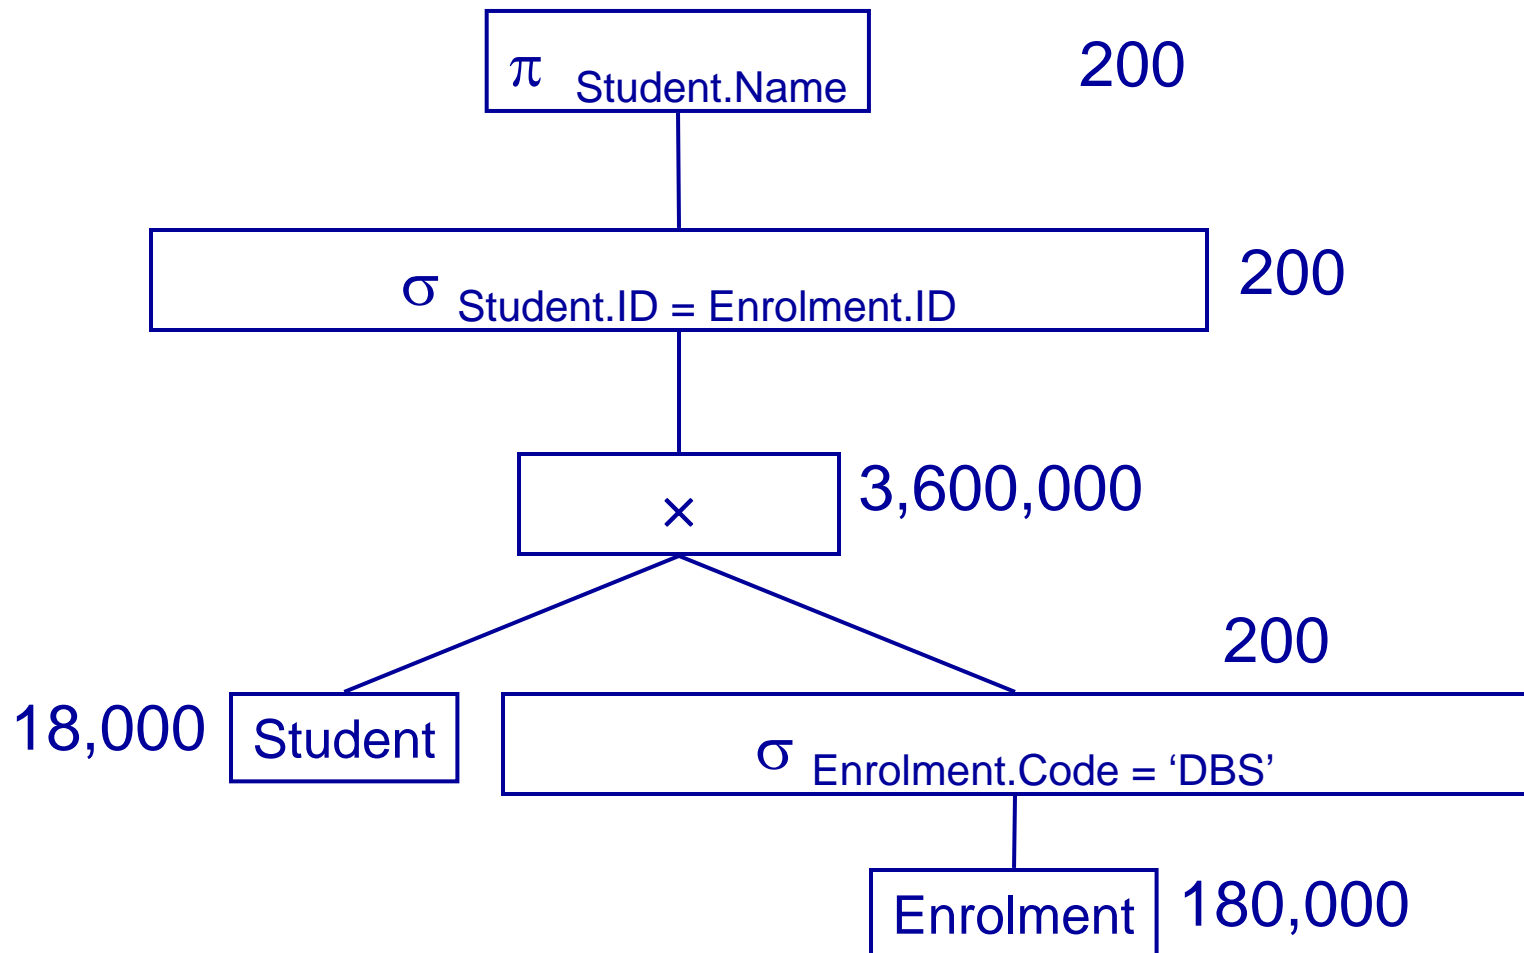 π Student.Name 200
σ Student.ID = Enrolment.ID 200
× 3,600,000
200
18,000 Student
σ Enrolment.Code = ‘DBS’
Enrolment 180,000